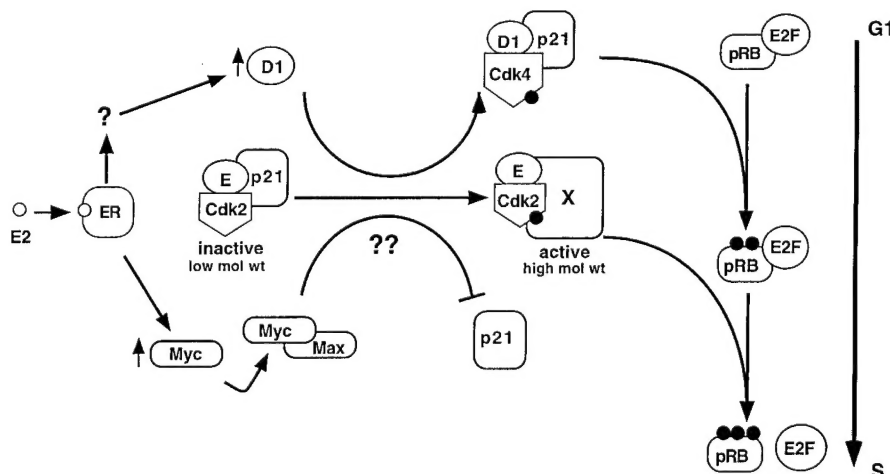 G1
D1
p21
E2F
pRB
D1
Cdk4
?
E
p21
E
X
ER
Cdk2
Cdk2
E2
inactive
low mol wt
??
active
high mol wt
pRB
E2F
Myc
Max
p21
Myc
pRB
E2F
S